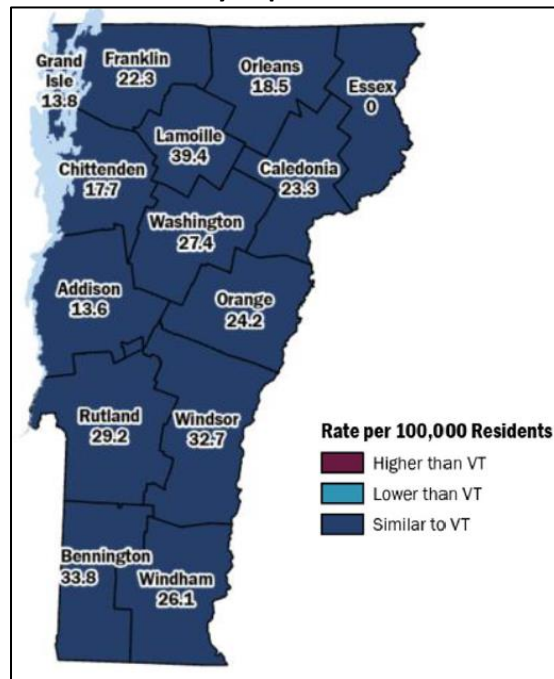 Grand
Isle
13.8
Franklin
22.3
Orleans
18.5
Essex
0
Lamoille
39.4
Chittenden
17.7
Caledonia
23.3
Washington
27.4
Addison
13.6
Orange
24.2
Rutland
29.2
Windsor
32.7
Rate per 100,000 Residents
Higher than VT
Lower than VT
Similar to VT
Bennington
33.8
Windham
26.1